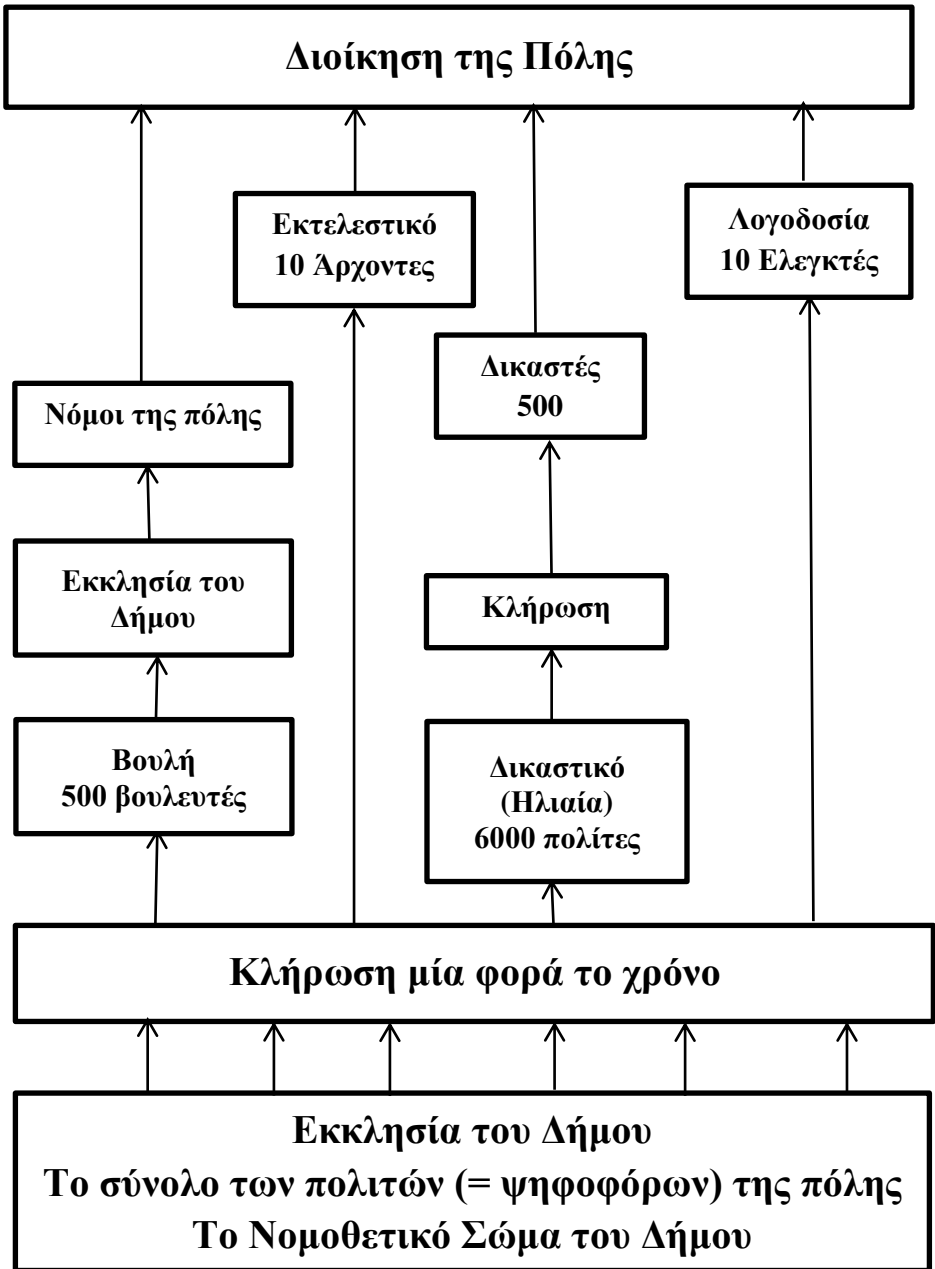 Διοίκηση της Πόλης
Εκτελεστικό
10 Άρχοντες
Λογοδοσία
10 Ελεγκτές
Δικαστές
500
Νόμοι της πόλης
Εκκλησία του
Δήμου
Κλήρωση
Βουλή
500 βουλευτές
Δικαστικό
(Ηλιαία)
6000 πολίτες
Κλήρωση μία φορά το χρόνο
Εκκλησία του Δήμου
Το σύνολο των πολιτών (= ψηφοφόρων) της πόλης
Το Νομοθετικό Σώμα του Δήμου